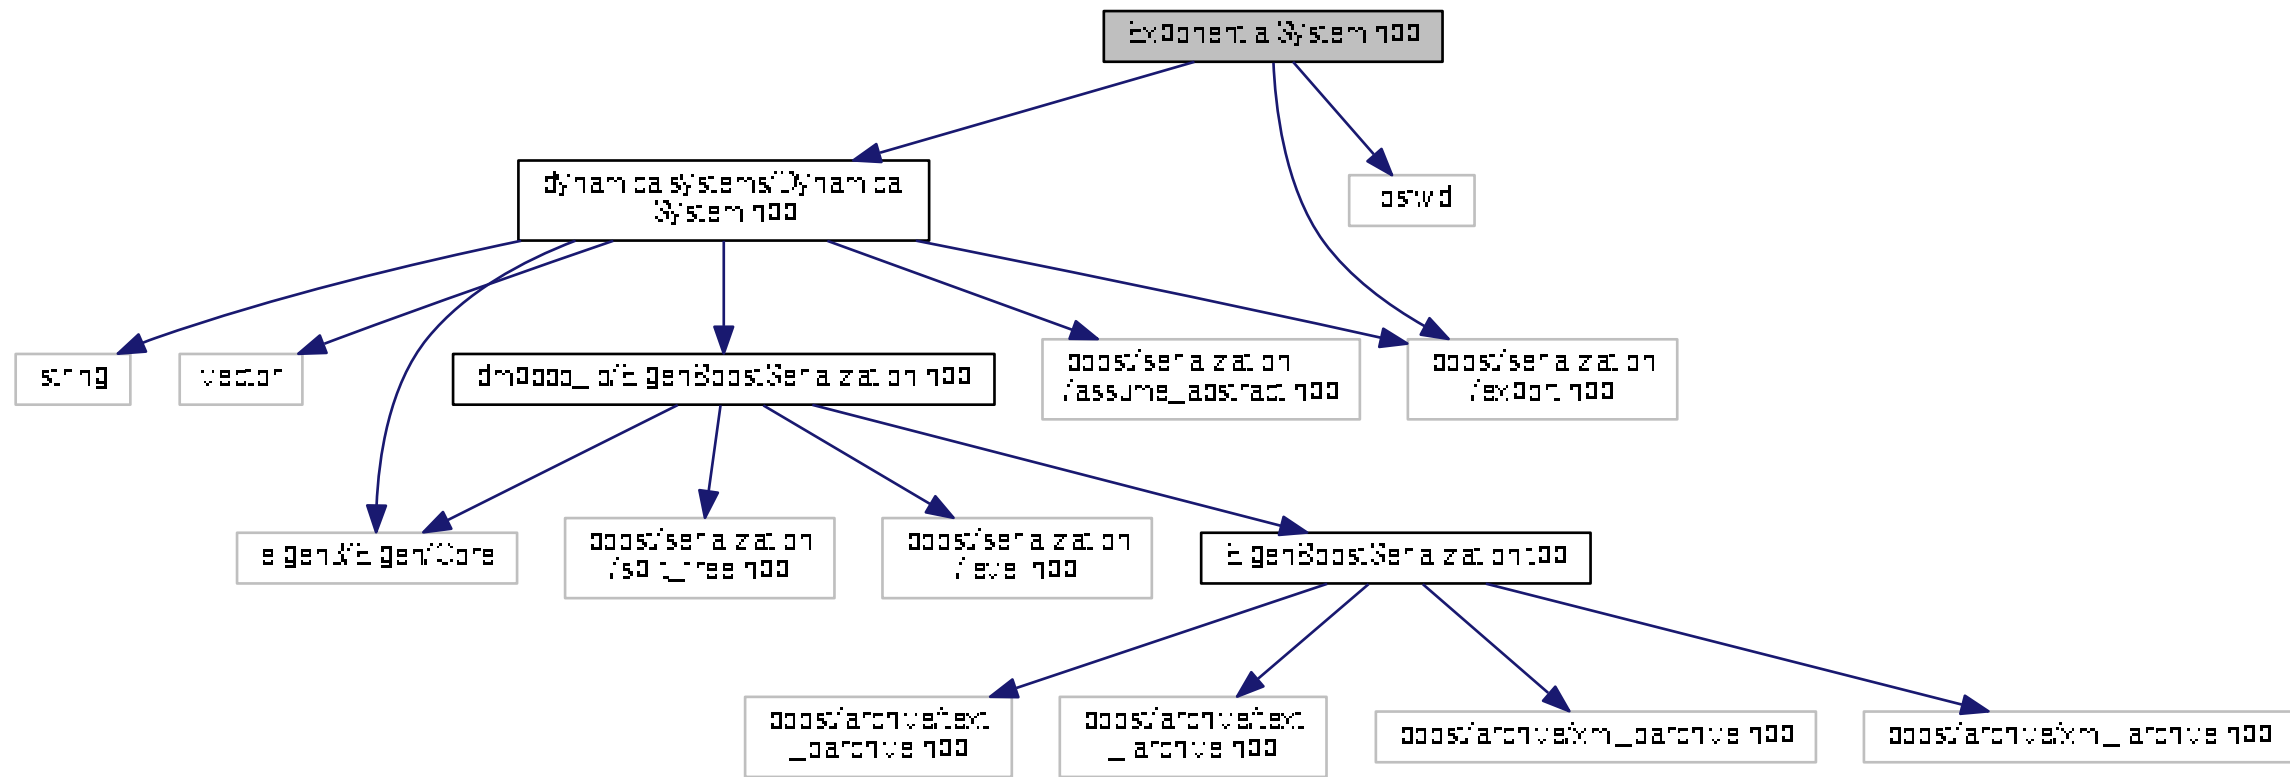 ExponentialSystem.hpp
dynamicalsystems/Dynamical
System.hpp
iosfwd
string
vector
dmpbbo_io/EigenBoostSerialization.hpp
boost/serialization
/assume_abstract.hpp
boost/serialization
/export.hpp
eigen3/Eigen/Core
boost/serialization
/split_free.hpp
boost/serialization
/level.hpp
EigenBoostSerialization.tpp
boost/archive/text
_oarchive.hpp
boost/archive/text
_iarchive.hpp
boost/archive/xml_oarchive.hpp
boost/archive/xml_iarchive.hpp